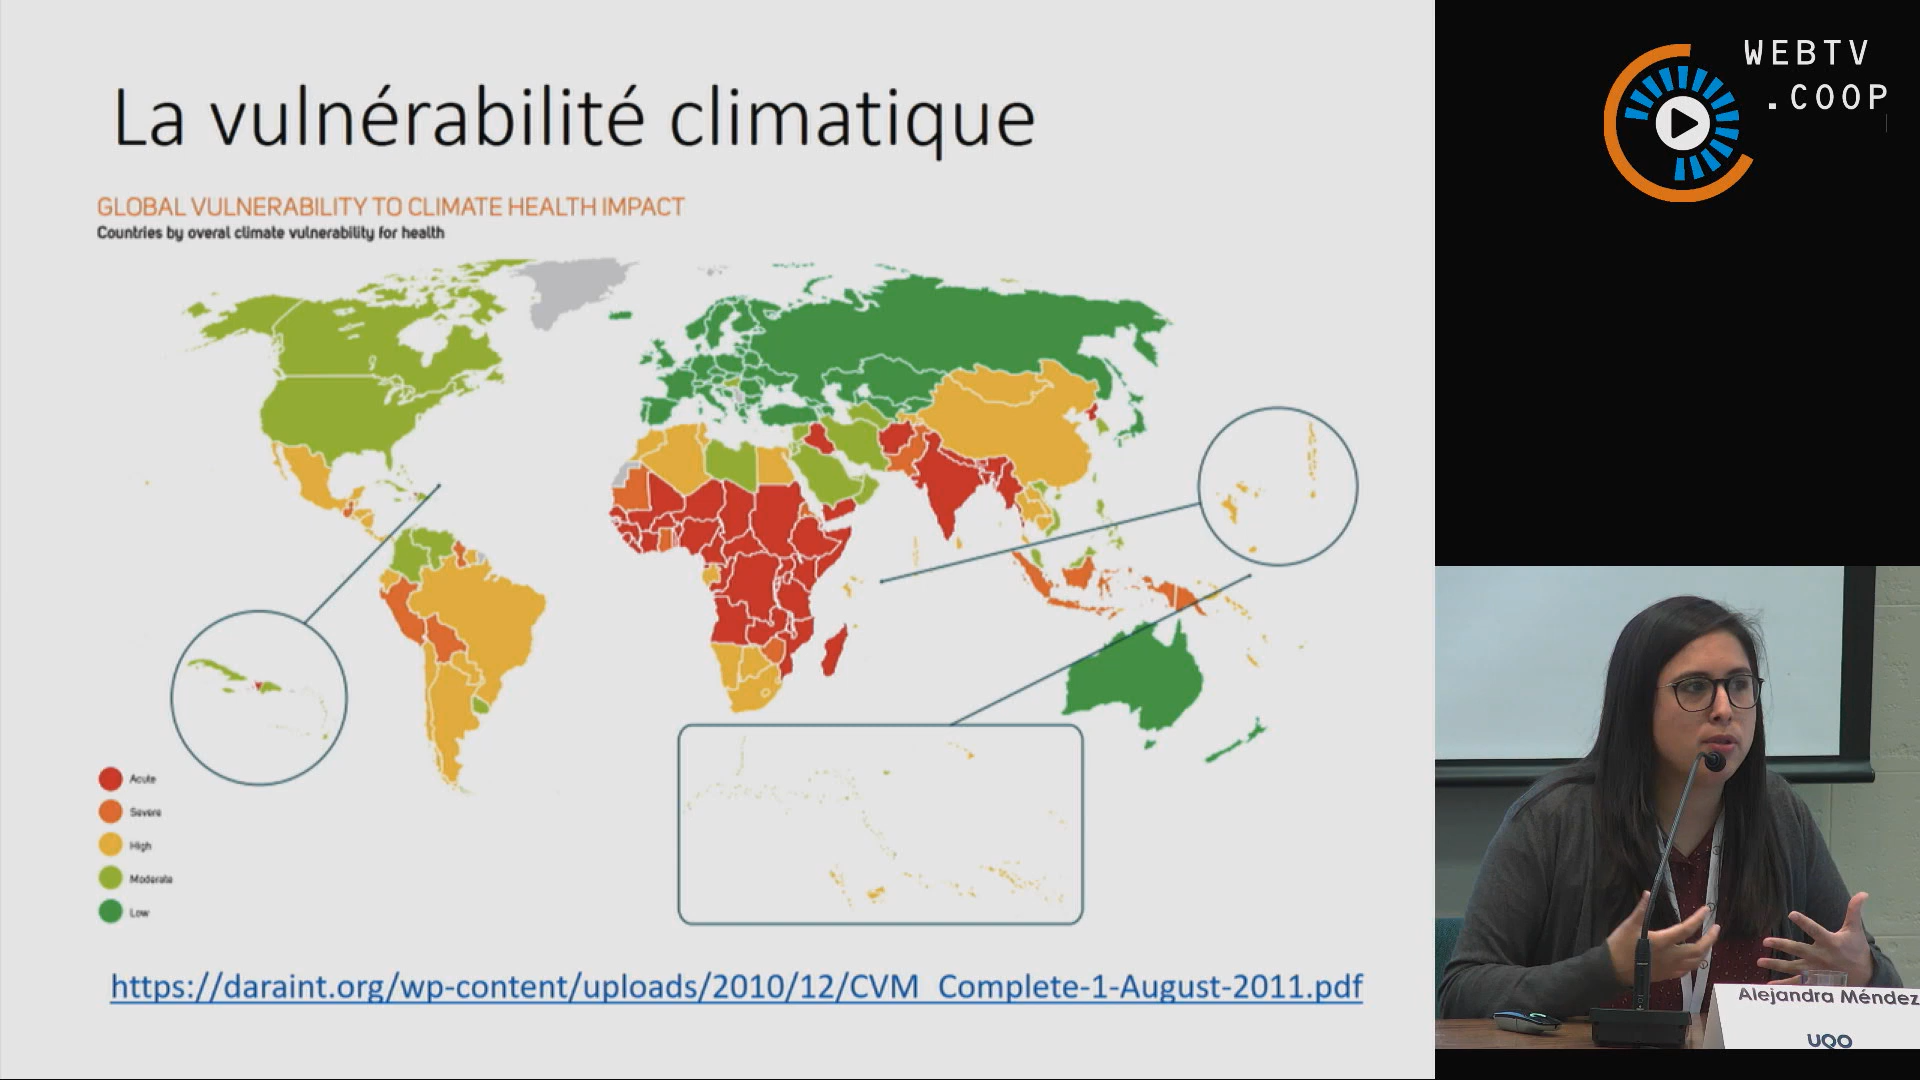 La vulnérabilité climatique
GLOBAL VULNERABILITY TO CLIMATE HEALTH IMPACT
Countries by overal climate vulnerability for health
Acute
Severe
High
Moderate
Low
https://daraint.org/wp-content/uploads/2010/12/CVM_Complete-1-August-2011.pdf
WEBTV
.COOP
Alejandra Méndez
UQO